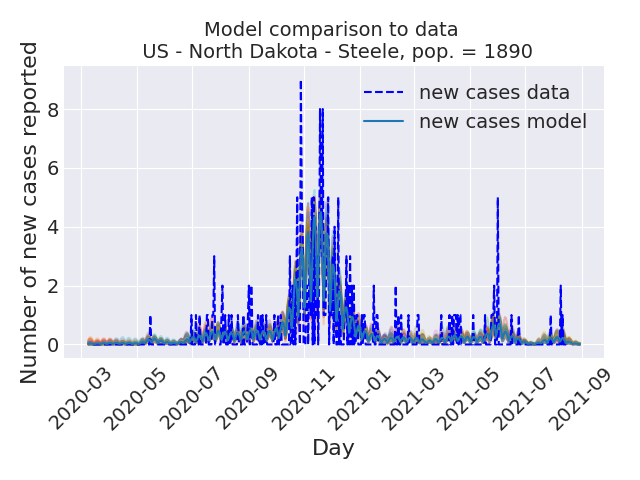 Model comparison to data
US - North Dakota - Steele, pop. = 1890
Number of new cases reported
8
6
4
2
0
new cases data
new cases model
2020-03
2020-05
2020-07
2020-09
2020-11
2021-01
2021-03
2021-05
2021-07
2021-09
Day